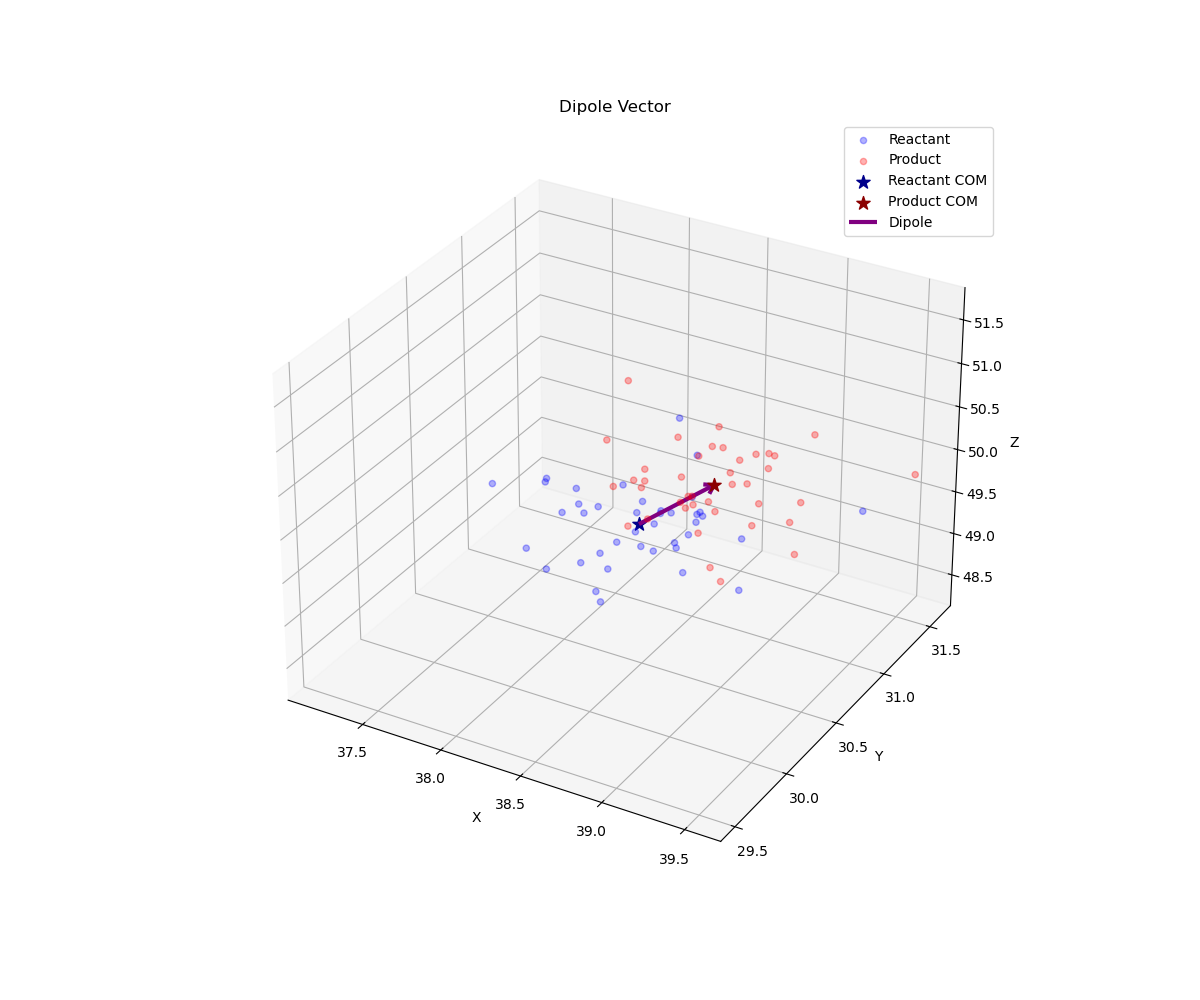 Dipole Vector
Reactant
Product
Reactant COM
Product COM
Dipole
51.5
51.0
50.5
50.0
49.5
49.0
48.5
Z
31.5
31.0
30.5
30.0
29.5
Y
37.5
38.0
38.5
39.0
39.5
X